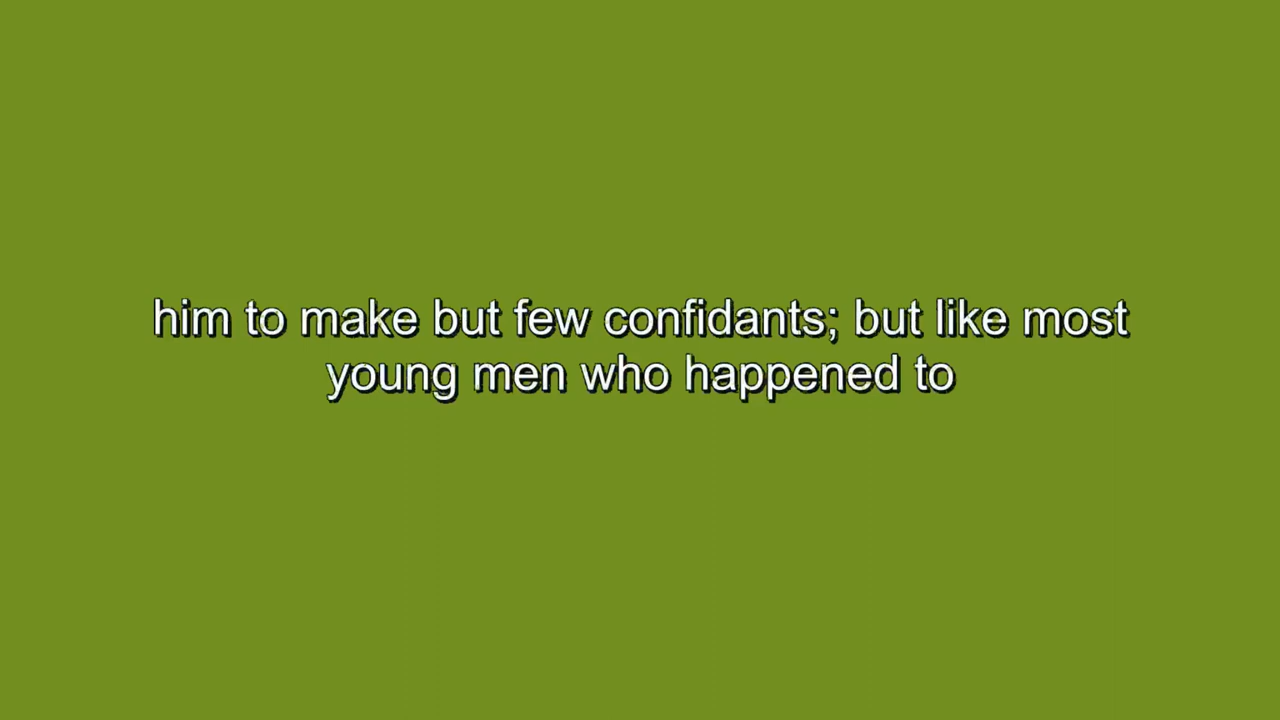 him to make but few confidants; but like most
young men who happened to